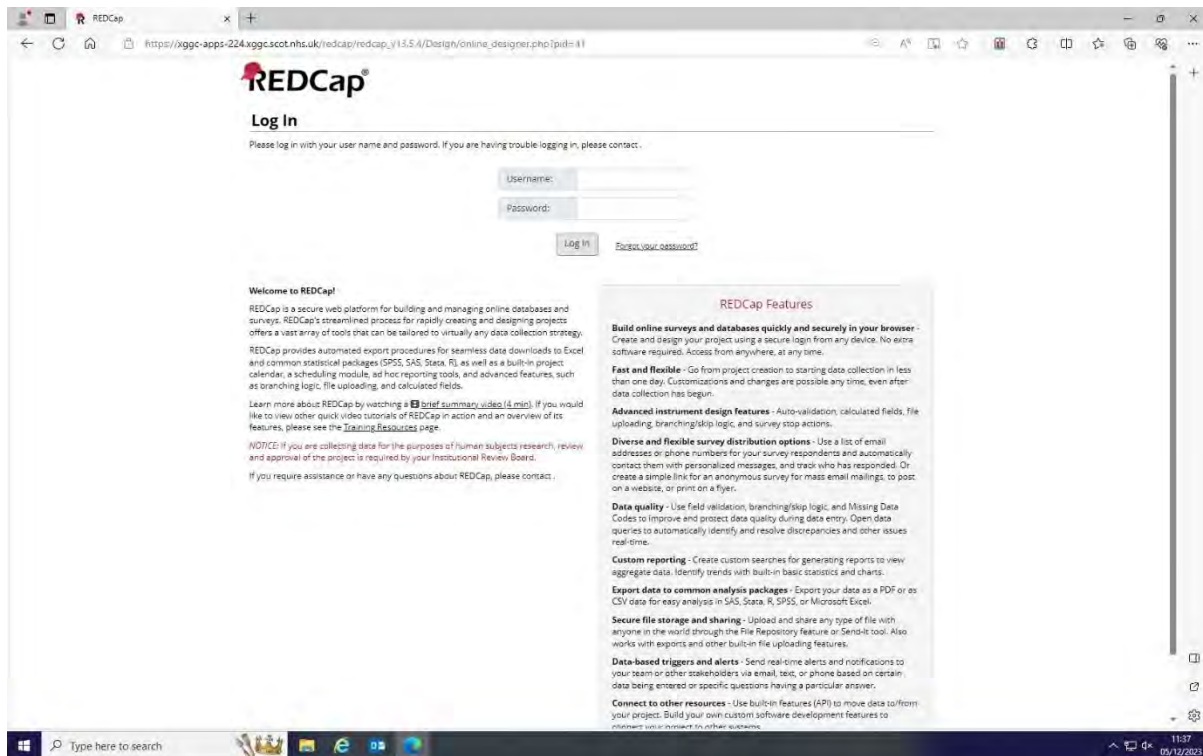 REDCap
https://xggc-apps-224.xggc.scot.nhs.uk/redcap/redcap_v13.5.4/Design/online_designer.php?pid=41
REDCap®
Log In
Please log in with your user name and password. If you are having trouble logging in, please contact .
Username:
Password:
Log In
Forgot your password?
Welcome to REDCap!
REDCap is a secure web platform for building and managing online databases and
surveys. REDCap's streamlined process for rapidly creating and designing projects
offers a vast array of tools that can be tailored to virtually any data collection strategy.
REDCap provides automated export procedures for seamless data downloads to Excel
and common statistical packages (SPSS, SAS, Stata, R), as well as a built-in project
calendar, a scheduling module, ad hoc reporting tools, and advanced features, such
as branching logic, file uploading, and calculated fields.
Learn more about REDCap by watching a brief summary video (4 min). If you would
like to view other quick video tutorials of REDCap in action and an overview of its
features, please see the Training Resources page.
NOTICE: If you are collecting data for the purposes of human subjects research, review
and approval of the project is required by your Institutional Review Board.
If you require assistance or have any questions about REDCap, please contact .
REDCap Features
Build online surveys and databases quickly and securely in your browser -
Create and design your project using a secure login from any device. No extra
software required. Access from anywhere, at any time.
Fast and flexible - Go from project creation to starting data collection in less
than one day. Customizations and changes are possible any time, even after
data collection has begun.
Advanced instrument design features - Auto-validation, calculated fields, file
uploading, branching/skip logic, and survey stop actions.
Diverse and flexible survey distribution options - Use a list of email
addresses or phone numbers for your survey respondents and automatically
contact them with personalized messages, and track who has responded. Or
create a simple link for an anonymous survey for mass email mailings, to post
on a website, or print on a flyer.
Data quality - Use field validation, branching/skip logic, and Missing Data
Codes to improve and protect data quality during data entry. Open data
queries to automatically identify and resolve discrepancies and other issues
real-time.
Custom reporting - Create custom searches for generating reports to view
aggregate data. Identify trends with built-in basic statistics and charts.
Export data to common analysis packages - Export your data as a PDF or as
CSV data for easy analysis in SAS, Stata, R, SPSS, or Microsoft Excel.
Secure file storage and sharing - Upload and share any type of file with
anyone in the world through the File Repository feature or Send-It tool. Also
works with exports and other built-in file uploading features.
Data-based triggers and alerts - Send real-time alerts and notifications to
your team or other stakeholders via email, text, or phone based on certain
data being entered or specific questions having a particular answer.
Connect to other resources - Use built-in features (API) to move data to/from
your project. Build your own custom software development features to
connect your project to other systems.
Type here to search
11:37
05/12/2023